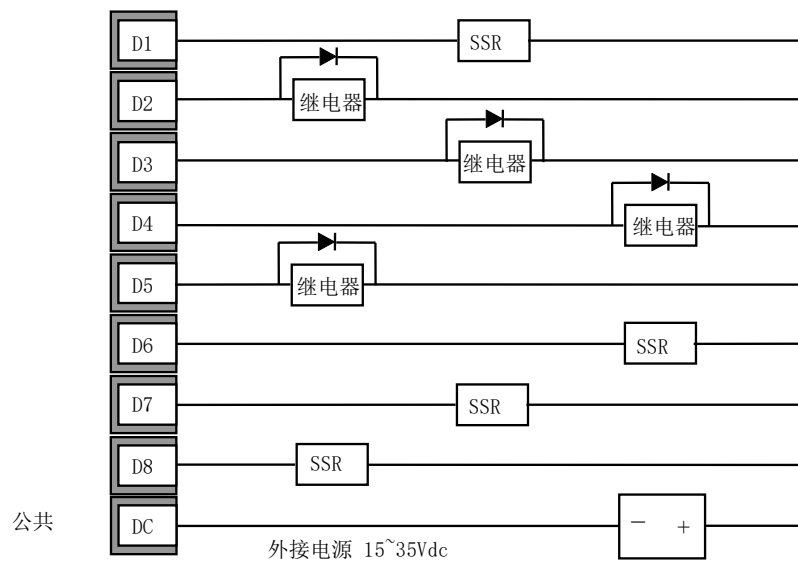 D1
SSR
D2
继电器
D3
继电器
D4
继电器
D5
继电器
D6
SSR
D7
SSR
D8
SSR
公共
DC
− +
外接电源 15~35Vdc